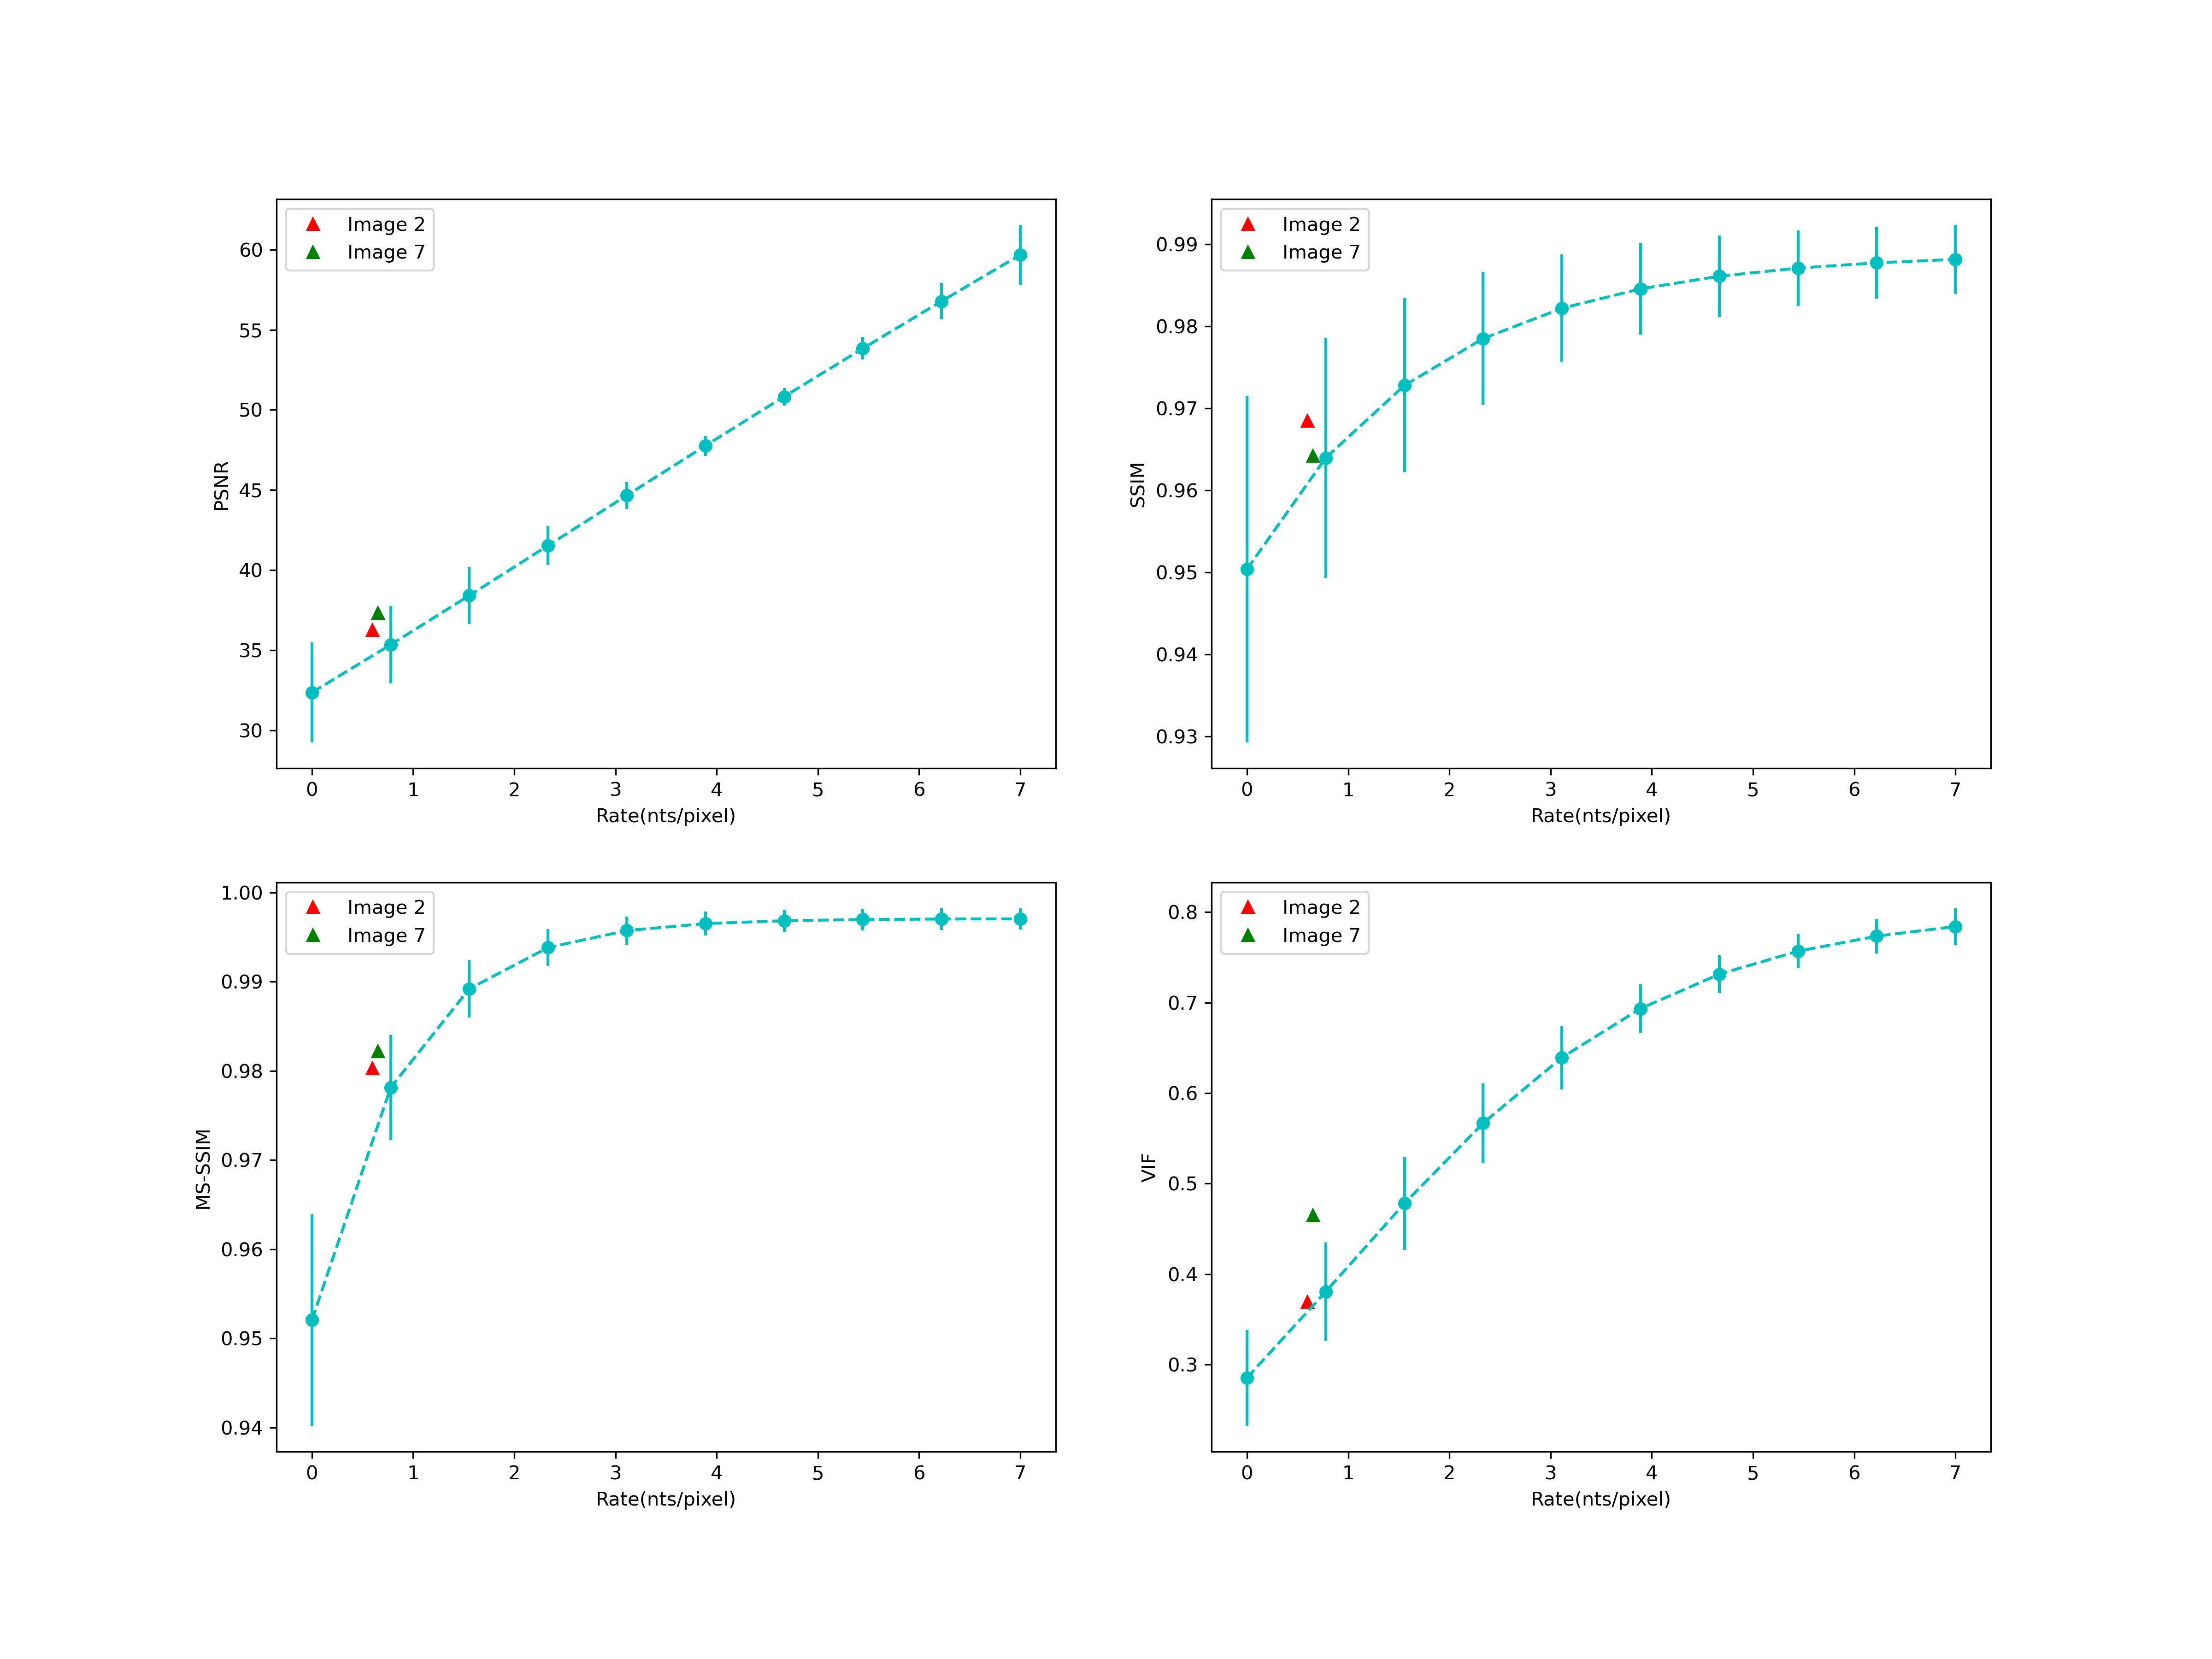 Image 2
Image 7
60
55
50
45
40
35
30
PSNR
0 1 2 3 4 5 6 7
Rate(nts/pixel)
Image 2
Image 7
0.99
0.98
0.97
0.96
0.95
0.94
0.93
SSIM
0 1 2 3 4 5 6 7
Rate(nts/pixel)
Image 2
Image 7
1.00
0.99
0.98
0.97
0.96
0.95
0.94
MS-SSIM
0 1 2 3 4 5 6 7
Rate(nts/pixel)
Image 2
Image 7
0.8
0.7
0.6
0.5
0.4
0.3
VIF
0 1 2 3 4 5 6 7
Rate(nts/pixel)